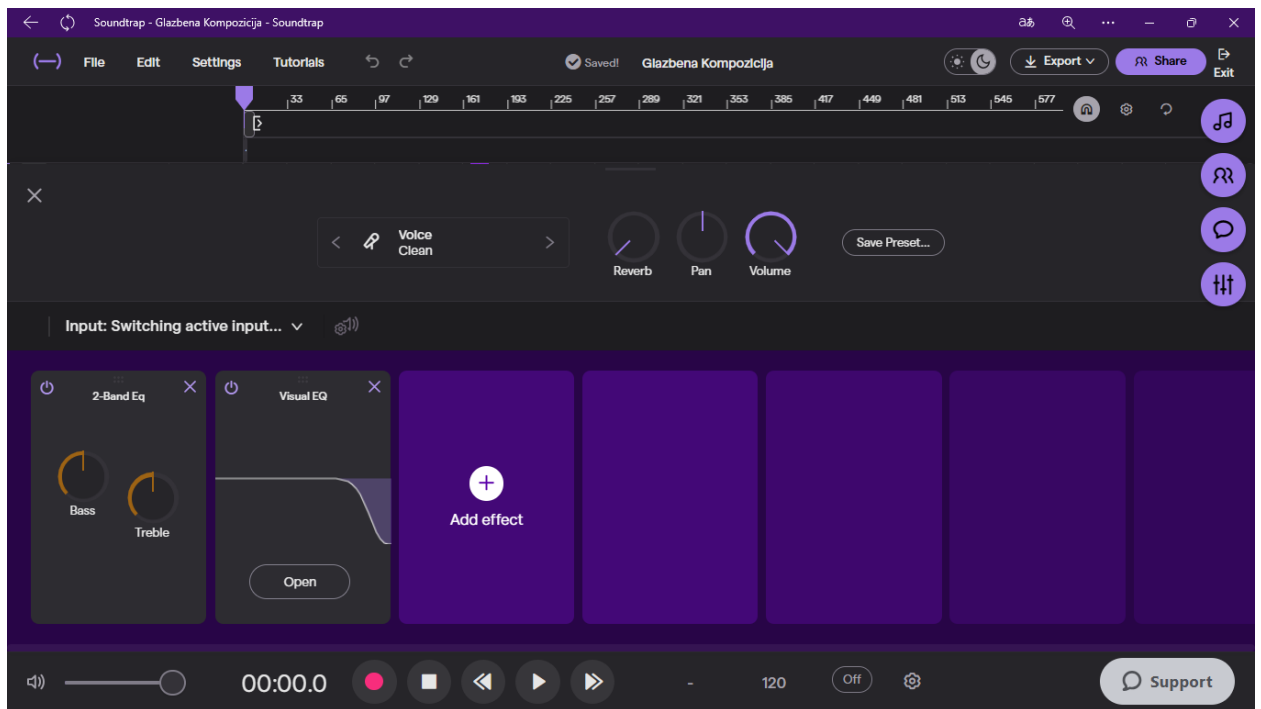 Soundtrap - Glazbena Kompozicija - Soundtrap
File Edit Settings Tutorials Saved! Glazbena Kompozicija Export Share Exit
33 65 97 129 161 193 225 257 289 321 353 385 417 449 481 513 545 577
Voice
Clean
Reverb Pan Volume
Save Preset...
Input: Switching active input...
2-Band Eq
Bass
Treble
Visual EQ
Open
Add effect
00:00.0 - 120 Off Support